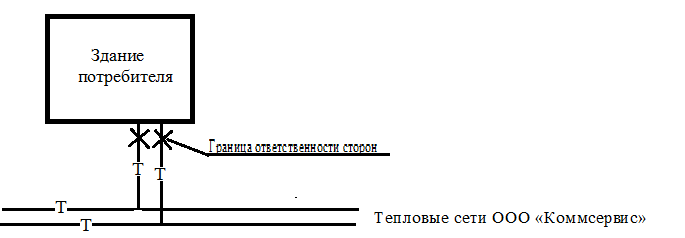 Здание
потребителя
Граница ответственности сторон
Т Т
Т
Т
Тепловые сети ООО «Коммсервис»